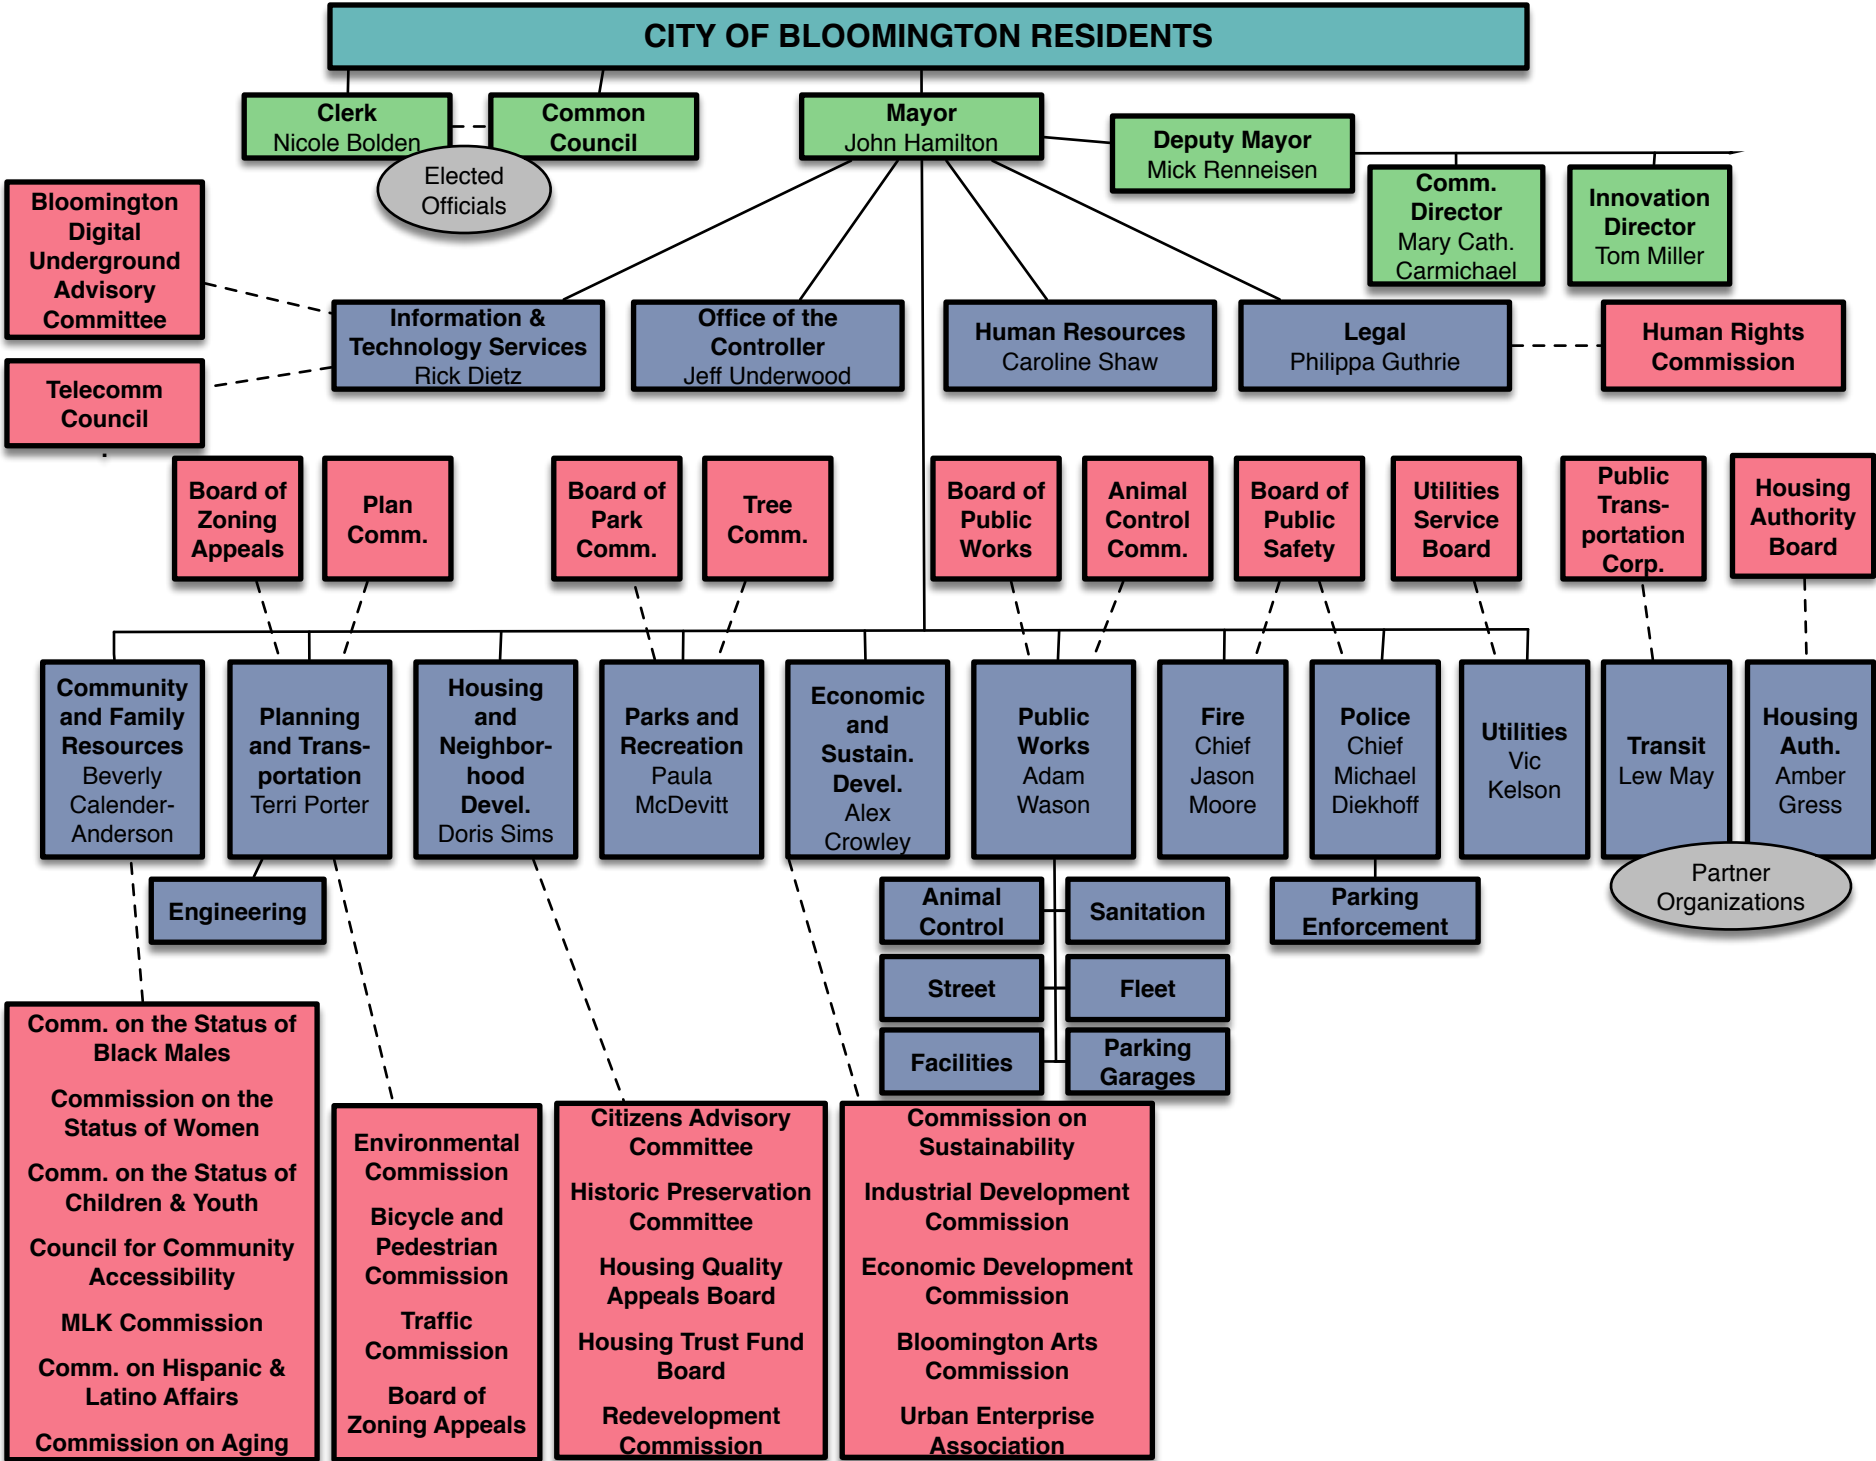 CITY OF BLOOMINGTON RESIDENTS
Clerk
Nicole Bolden
Common
Council
Elected
Officials
Mayor
John Hamilton
Deputy Mayor
Mick Renneisen
Comm.
Director
Mary Cath.
Carmichael
Innovation
Director
Tom Miller
Bloomington
Digital
Underground
Advisory
Committee
Telecomm
Council
.
Information &
Technology Services
Rick Dietz
Office of the
Controller
Jeff Underwood
Human Resources
Caroline Shaw
Legal
Philippa Guthrie
Human Rights
Commission
Board of
Zoning
Appeals
Plan
Comm.
Board of
Park
Comm.
Tree
Comm.
Board of
Public
Works
Animal
Control
Comm.
Board of
Public
Safety
Utilities
Service
Board
Public
Trans-
portation
Corp.
Housing
Authority
Board
Community
and Family
Resources
Beverly
Calender-
Anderson
Planning
and Trans-
portation
Terri Porter
Housing
and
Neighbor-
hood
Devel.
Doris Sims
Parks and
Recreation
Paula
McDevitt
Economic
and
Sustain.
Devel.
Alex
Crowley
Public
Works
Adam
Wason
Fire
Chief
Jason
Moore
Police
Chief
Michael
Diekhoff
Utilities
Vic
Kelson
Transit
Lew May
Housing
Auth.
Amber
Gress
Partner
Organizations
Engineering
Animal
Control
Sanitation
Street
Fleet
Facilities
Parking
Garages
Parking
Enforcement
Comm. on the Status of
Black Males
Commission on the
Status of Women
Comm. on the Status of
Children & Youth
Council for Community
Accessibility
MLK Commission
Comm. on Hispanic &
Latino Affairs
Commission on Aging
Environmental
Commission
Bicycle and
Pedestrian
Commission
Traffic
Commission
Board of
Zoning Appeals
Citizens Advisory
Committee
Historic Preservation
Committee
Housing Quality
Appeals Board
Housing Trust Fund
Board
Redevelopment
Commission
Commission on
Sustainability
Industrial Development
Commission
Economic Development
Commission
Bloomington Arts
Commission
Urban Enterprise
Association